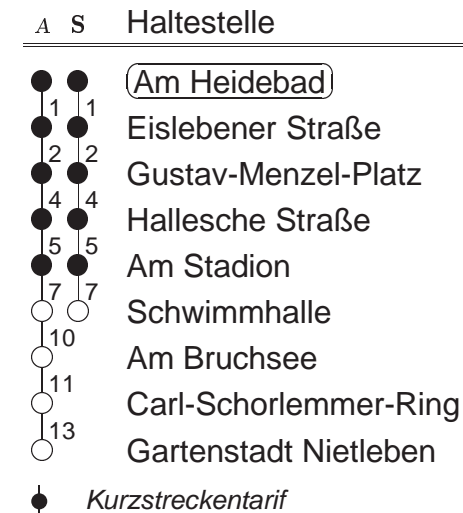 A S Haltestelle
Am Heidebad
1 1
Eislebener Straße
2 2
Gustav-Menzel-Platz
4 4
Hallesche Straße
5 5
Am Stadion
7 7
Schwimmhalle
10
Am Bruchsee
11
Carl-Schorlemmer-Ring
13
Gartenstadt Nietleben
Kurzstreckentarif